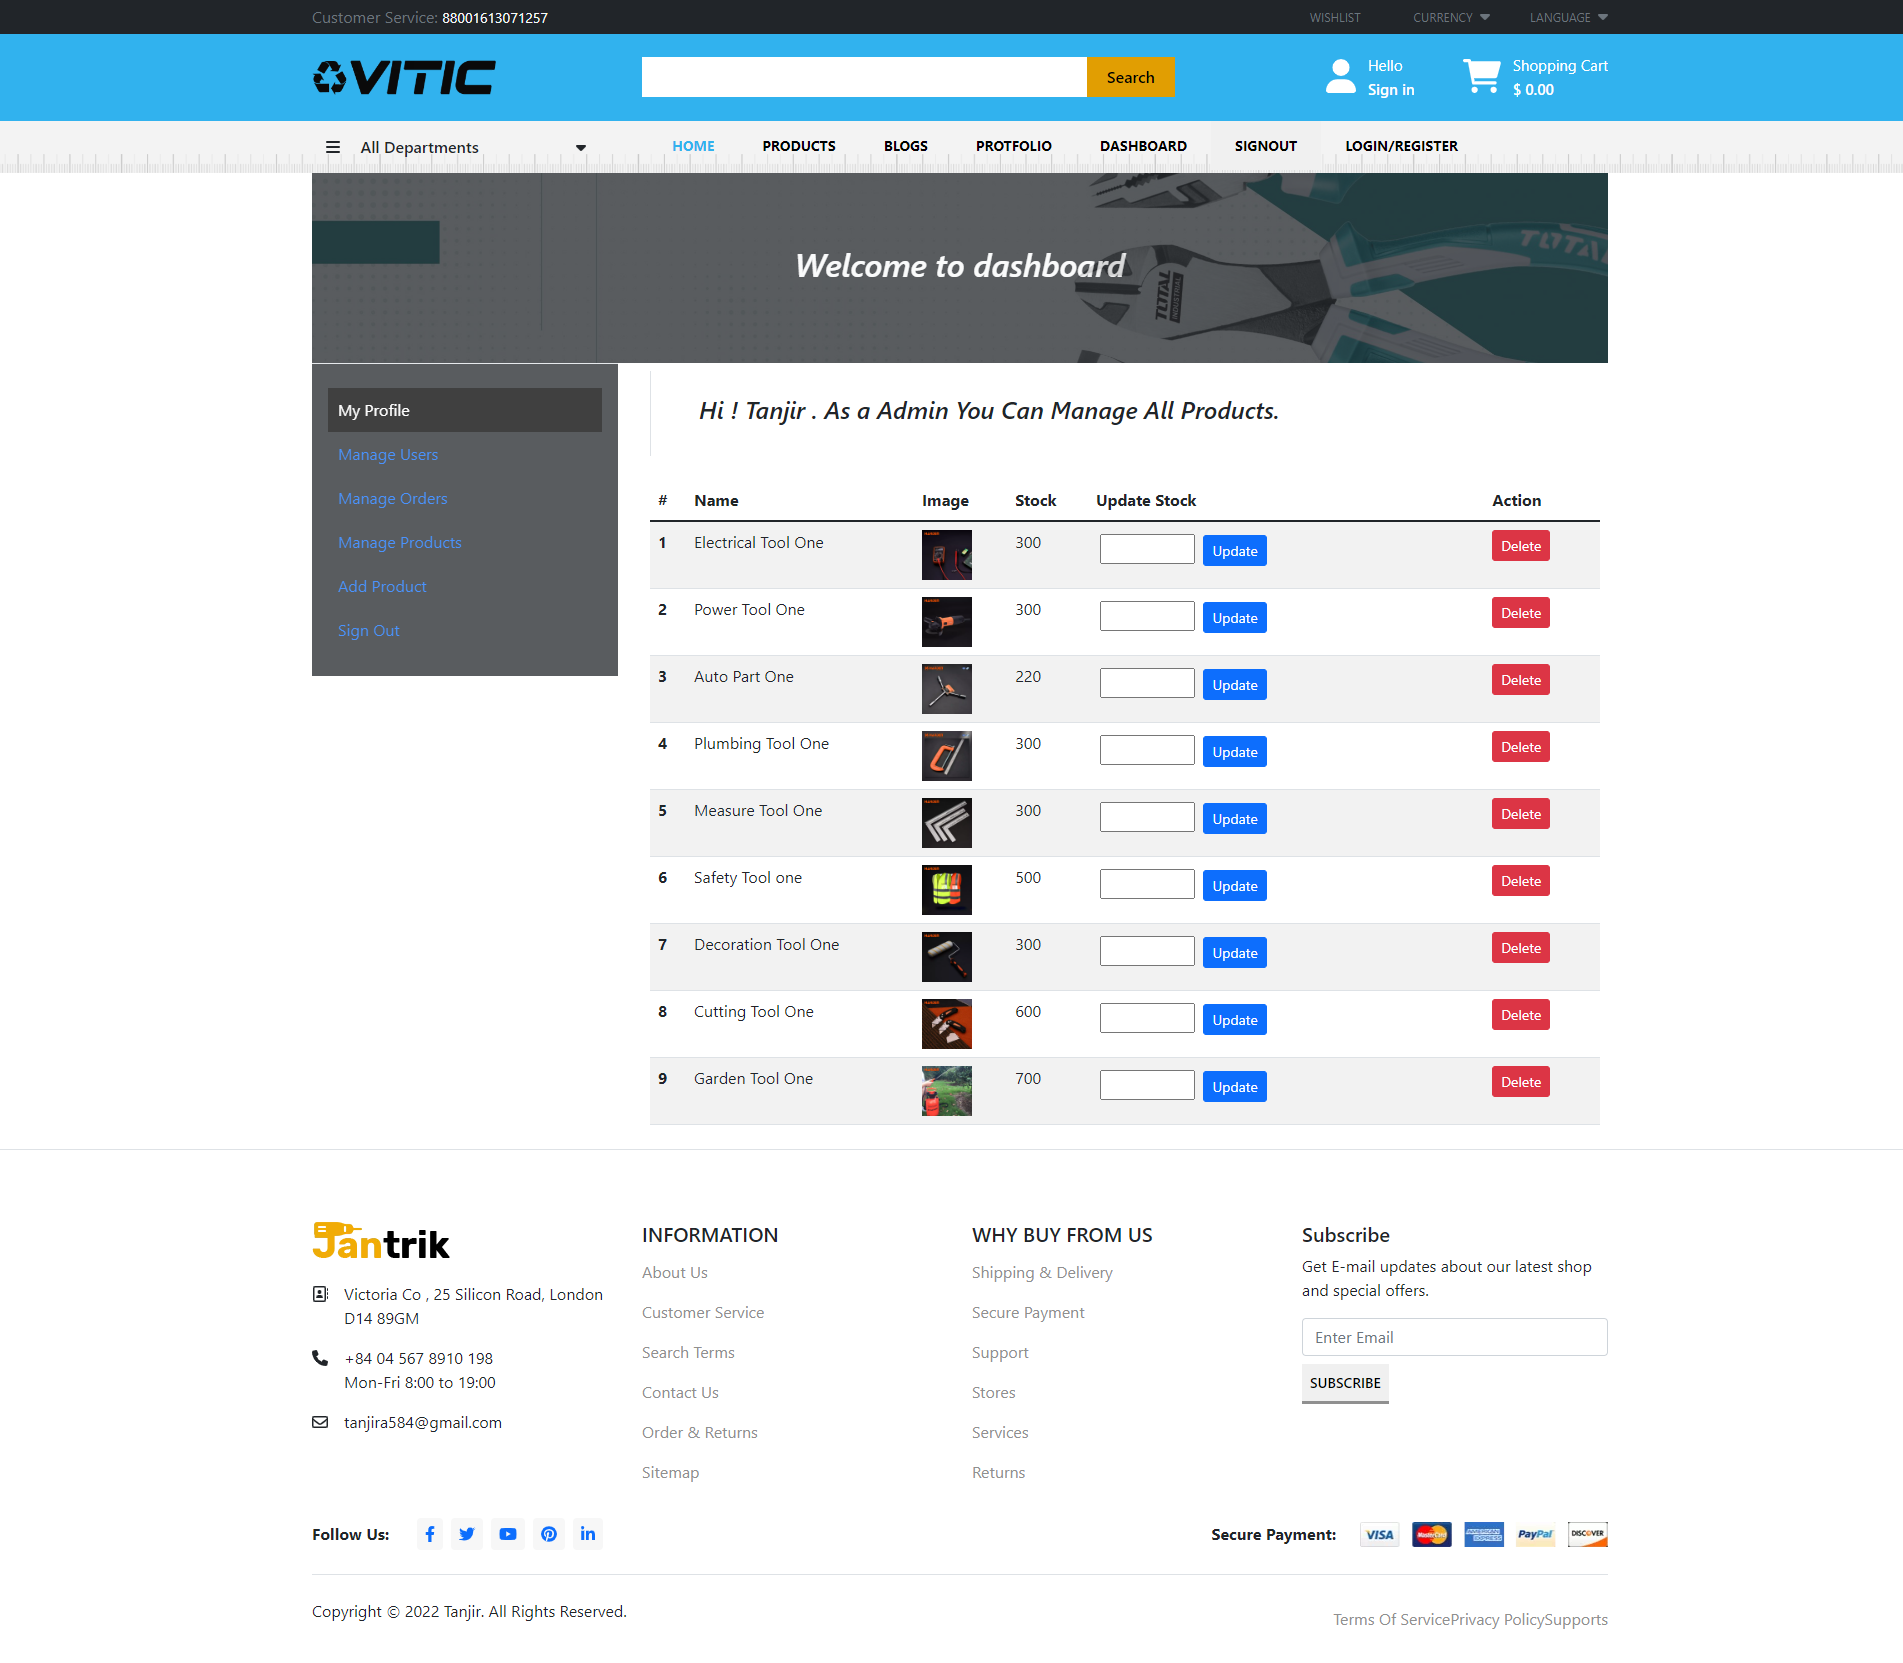 Customer Service: 88001613071257
WISHLIST CURRENCY LANGUAGE
VITIC
Search
Hello
Sign in
Shopping Cart
$ 0.00
All Departments
HOME PRODUCTS BLOGS PROTFOLIO DASHBOARD SIGNOUT LOGIN/REGISTER
Welcome to dashboard
TOTAL
TOTAL
My Profile
Manage Users
Manage Orders
Manage Products
Add Product
Sign Out
Hi ! Tanjir . As a Admin You Can Manage All Products.
# Name Image Stock Update Stock Action
1 Electrical Tool One 300 Update Delete
2 Power Tool One 300 Update Delete
3 Auto Part One 220 Update Delete
4 Plumbing Tool One 300 Update Delete
5 Measure Tool One 300 Update Delete
6 Safety Tool one 500 Update Delete
7 Decoration Tool One 300 Update Delete
8 Cutting Tool One 600 Update Delete
9 Garden Tool One 700 Update Delete
Jantrik
Victoria Co , 25 Silicon Road, London
D14 89GM
+84 04 567 8910 198
Mon-Fri 8:00 to 19:00
tanjira584@gmail.com
INFORMATION
About Us
Customer Service
Search Terms
Contact Us
Order & Returns
Sitemap
WHY BUY FROM US
Shipping & Delivery
Secure Payment
Support
Stores
Services
Returns
Subscribe
Get E-mail updates about our latest shop
and special offers.
Enter Email
SUBSCRIBE
Follow Us:
Secure Payment: VISA MasterCard AMERICAN EXPRESS PayPal DISCOVER
Copyright © 2022 Tanjir. All Rights Reserved.
Terms Of ServicePrivacy PolicySupports